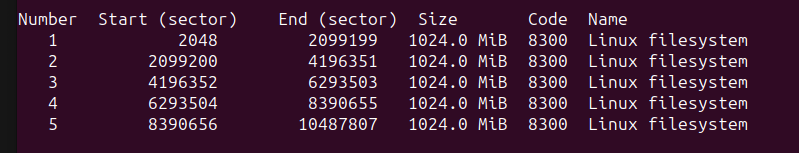 Number  Start (sector)    End (sector)  Size       Code  Name
   1            2048         2099199   1024.0 MiB  8300  Linux filesystem
   2         2099200         4196351   1024.0 MiB  8300  Linux filesystem
   3         4196352         6293503   1024.0 MiB  8300  Linux filesystem
   4         6293504         8390655   1024.0 MiB  8300  Linux filesystem
   5         8390656        10487807   1024.0 MiB  8300  Linux filesystem